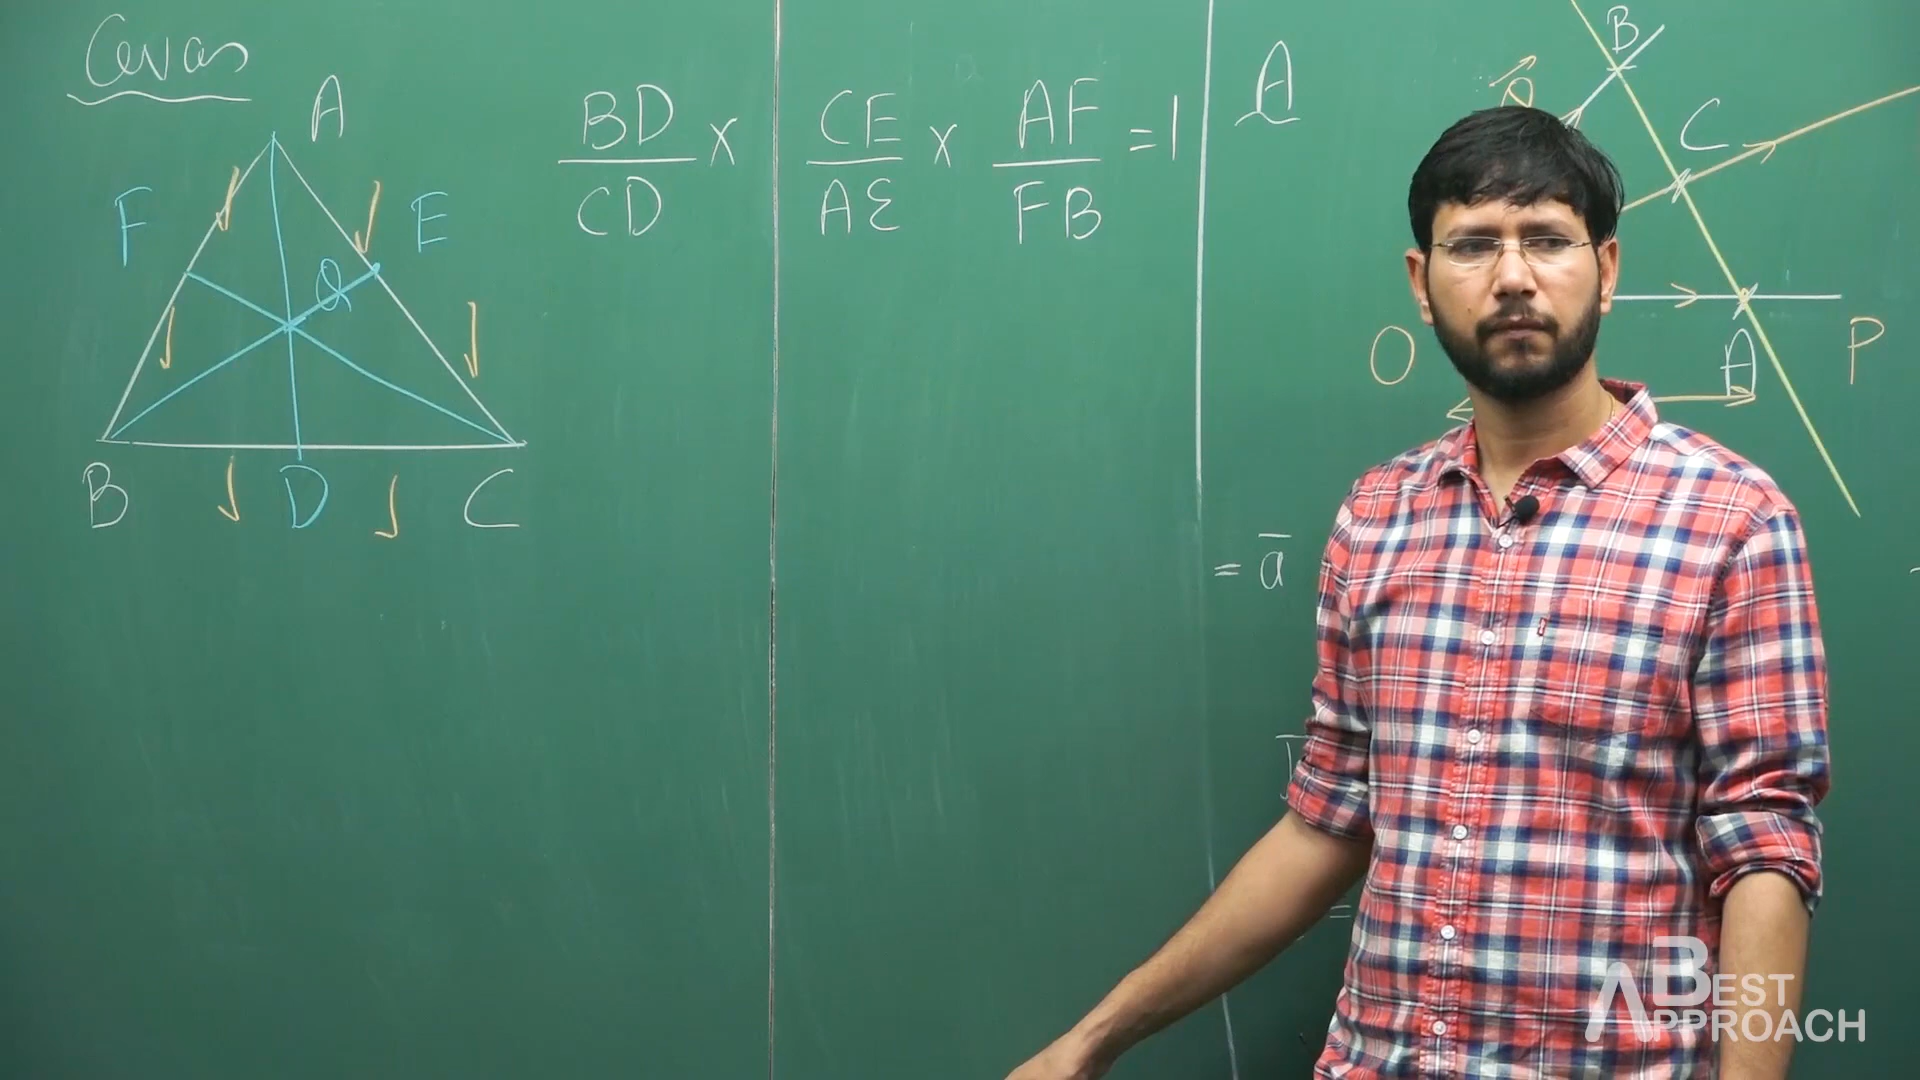 Cevas
A
F
E
Q
B
D
C
BD/CD × CE/AE × AF/FB = 1
A
B
C
O
A
P
= a̅
=
BEST
APPROACH